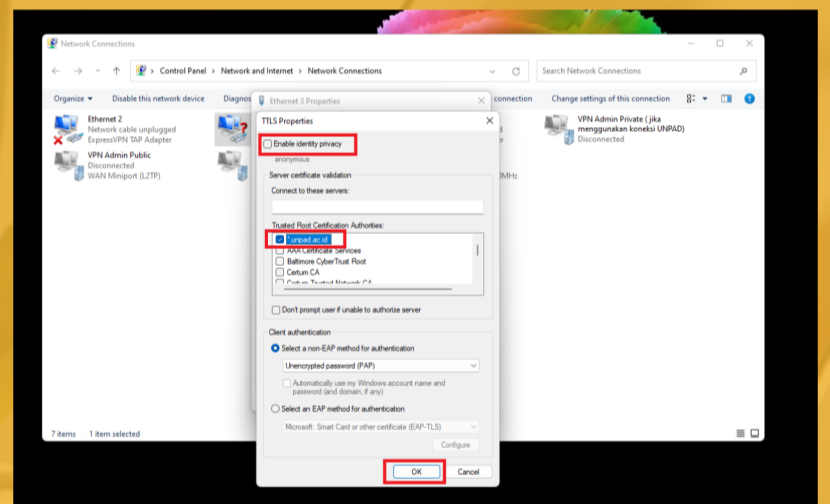 Network Connections
Control Panel > Network and Internet > Network Connections
Search Network Connections
Organize
Disable this network device
Diagnos
connection
Change settings of this connection
Ethernet 2
Network cable unplugged
ExpressVPN TAP Adapter
VPN Admin Public
Disconnected
WAN Miniport (L2TP)
VPN Admin Private ( jika
menggunakan koneksi UNPAD)
Disconnected
MHz
Ethernet 3 Properties
TTLS Properties
Enable identity privacy
anonymous
Server certificate validation
Connect to these servers:
Trusted Root Certification Authorities:
*.unpad.ac.id
AAA Certificate Services
Baltimore CyberTrust Root
Certum CA
Certum Trusted Network CA
Don't prompt user if unable to authorize server
Client authentication
Select a non-EAP method for authentication
Unencrypted password (PAP)
Automatically use my Windows account name and
password (and domain, if any)
Select an EAP method for authentication
Microsoft: Smart Card or other certificate (EAP-TLS)
Configure
OK
Cancel
7 items
1 item selected